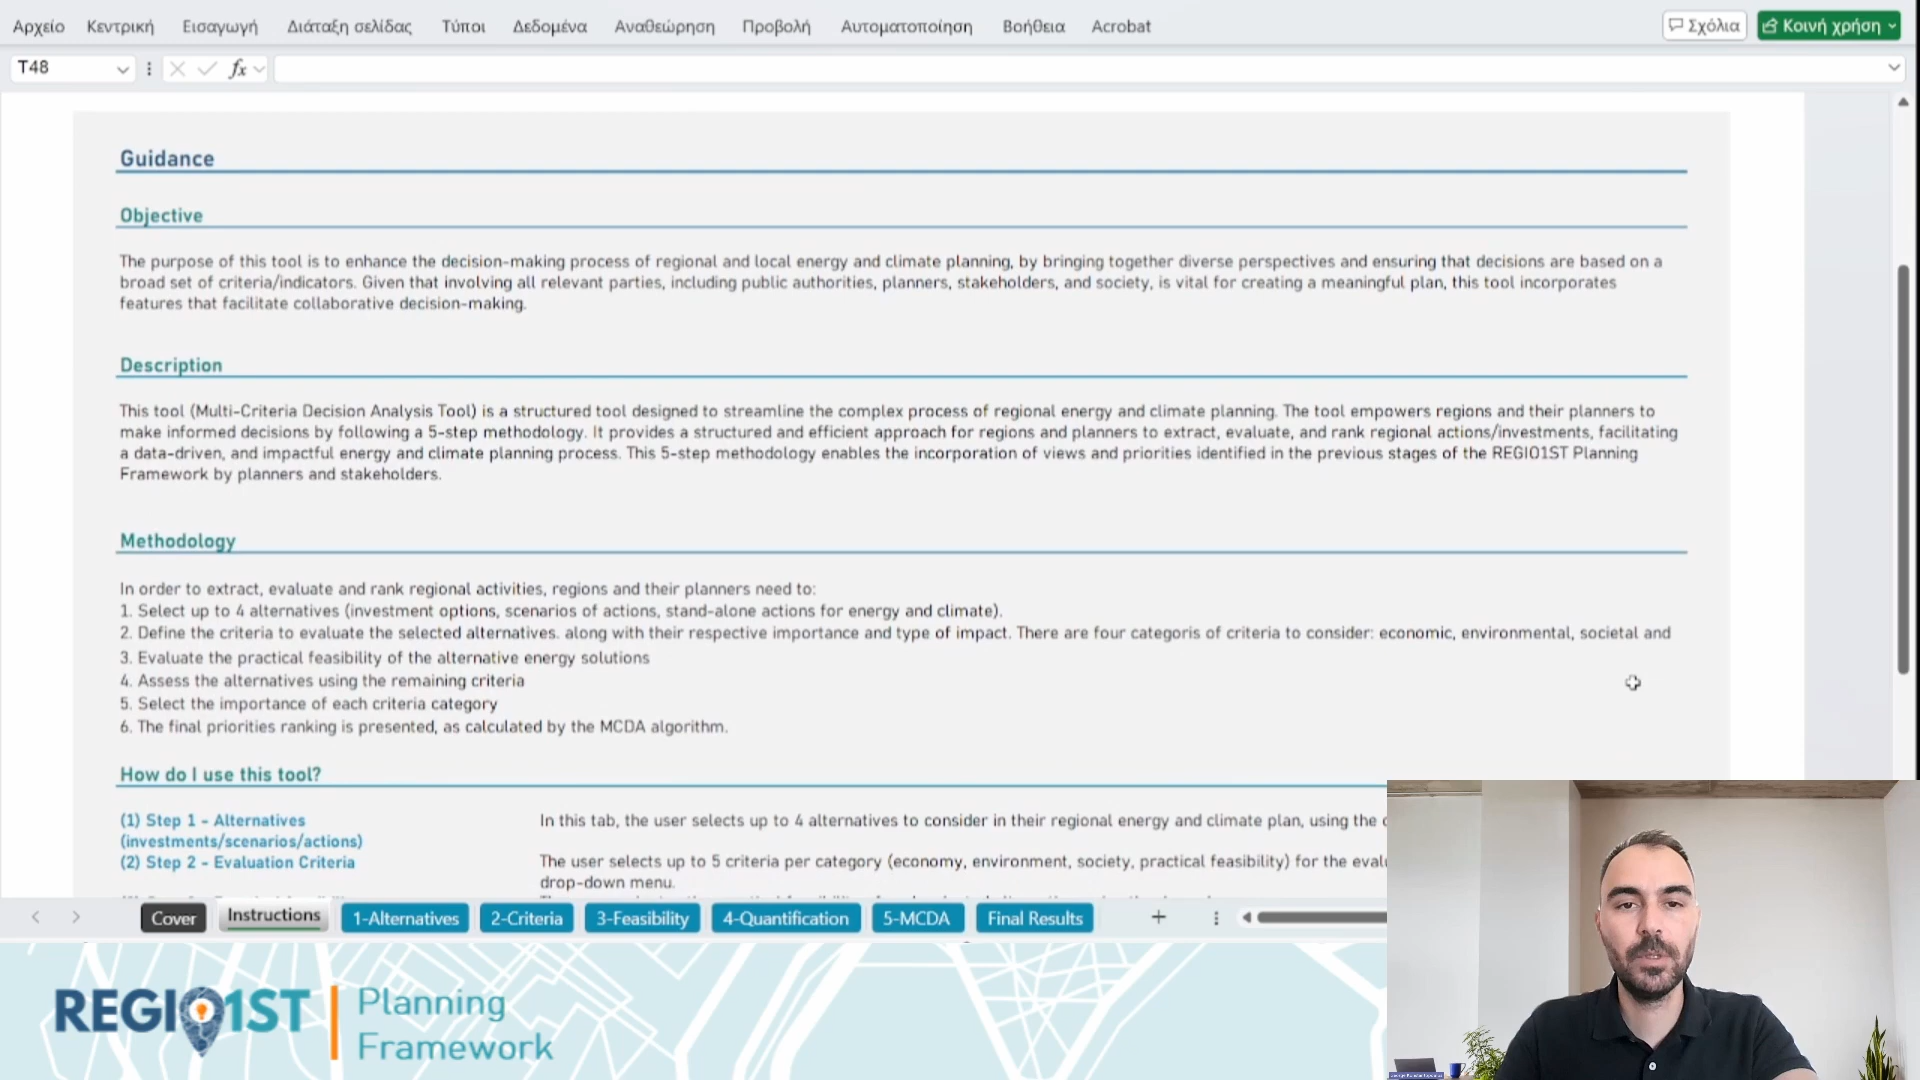 Αρχείο Κεντρική Εισαγωγή Διάταξη σελίδας Τύποι Δεδομένα Αναθεώρηση Προβολή Αυτοματοποίηση Βοήθεια Acrobat Σχόλια Κοινή χρήση
T48 fx
Guidance
Objective
The purpose of this tool is to enhance the decision-making process of regional and local energy and climate planning, by bringing together diverse perspectives and ensuring that decisions are based on a
broad set of criteria/indicators. Given that involving all relevant parties, including public authorities, planners, stakeholders, and society, is vital for creating a meaningful plan, this tool incorporates
features that facilitate collaborative decision-making.
Description
This tool (Multi-Criteria Decision Analysis Tool) is a structured tool designed to streamline the complex process of regional energy and climate planning. The tool empowers regions and their planners to
make informed decisions by following a 5-step methodology. It provides a structured and efficient approach for regions and planners to extract, evaluate, and rank regional actions/investments, facilitating
a data-driven, and impactful energy and climate planning process. This 5-step methodology enables the incorporation of views and priorities identified in the previous stages of the REGIO1ST Planning
Framework by planners and stakeholders.
Methodology
In order to extract, evaluate and rank regional activities, regions and their planners need to:
1. Select up to 4 alternatives (investment options, scenarios of actions, stand-alone actions for energy and climate).
2. Define the criteria to evaluate the selected alternatives. along with their respective importance and type of impact. There are four categoris of criteria to consider: economic, environmental, societal and
3. Evaluate the practical feasibility of the alternative energy solutions
4. Assess the alternatives using the remaining criteria
5. Select the importance of each criteria category
6. The final priorities ranking is presented, as calculated by the MCDA algorithm.
How do I use this tool?
(1) Step 1 - Alternatives In this tab, the user selects up to 4 alternatives to consider in their regional energy and climate plan, using the
(investments/scenarios/actions)
(2) Step 2 - Evaluation Criteria The user selects up to 5 criteria per category (economy, environment, society, practical feasibility) for the
drop-down menu.
Cover Instructions 1-Alternatives 2-Criteria 3-Feasibility 4-Quantification 5-MCDA Final Results
REGIO1ST Planning
Framework